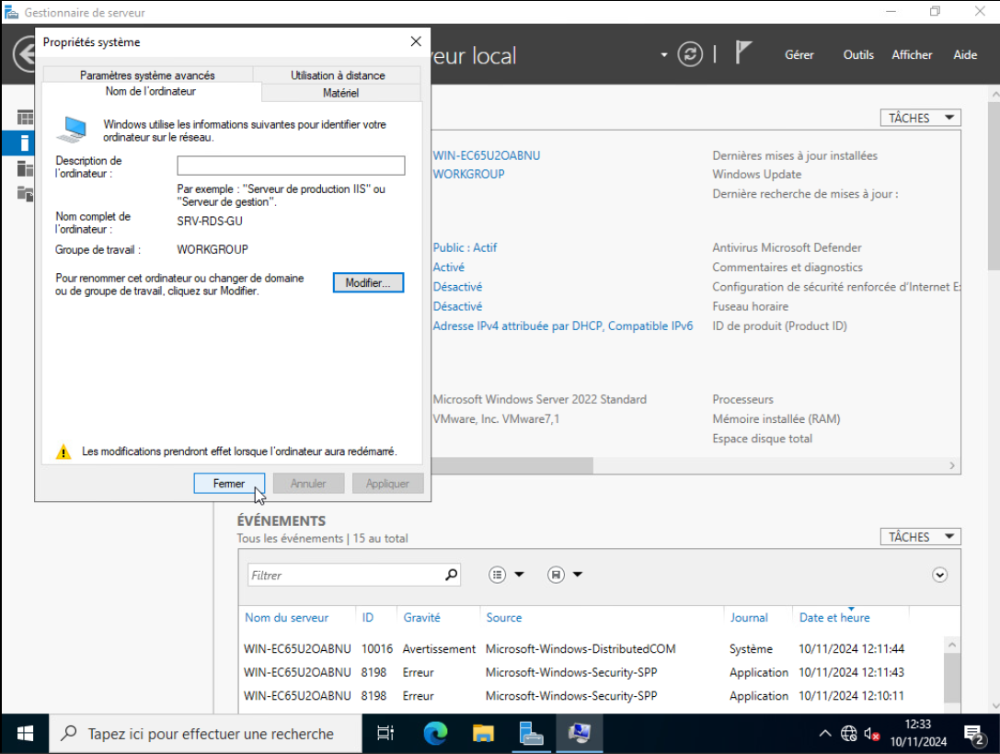 Gestionnaire de serveur
Propriétés système
Paramètres système avancés
Utilisation à distance
Nom de l'ordinateur
Matériel
Windows utilise les informations suivantes pour identifier votre
ordinateur sur le réseau.
Description de
l'ordinateur :
Par exemple : "Serveur de production IIS" ou
"Serveur de gestion".
Nom complet de
l'ordinateur :
SRV-RDS-GU
Groupe de travail :
WORKGROUP
Pour renommer cet ordinateur ou changer de domaine
ou de groupe de travail, cliquez sur Modifier.
Modifier...
Les modifications prendront effet lorsque l'ordinateur aura redémarré.
Fermer
Annuler
Appliquer
veur local
Gérer
Outils
Afficher
Aide
TÂCHES
WIN-EC65U2OABNU
Dernières mises à jour installées
WORKGROUP
Windows Update
Dernière recherche de mises à jour :
Public : Actif
Antivirus Microsoft Defender
Activé
Commentaires et diagnostics
Désactivé
Configuration de sécurité renforcée d'Internet E
Désactivé
Fuseau horaire
Adresse IPv4 attribuée par DHCP, Compatible IPv6
ID de produit (Product ID)
Microsoft Windows Server 2022 Standard
Processeurs
VMware, Inc. VMware7,1
Mémoire installée (RAM)
Espace disque total
ÉVÉNEMENTS
Tous les événements | 15 au total
TÂCHES
Filtrer
Nom du serveur ID Gravité Source Journal Date et heure
WIN-EC65U2OABNU 10016 Avertissement Microsoft-Windows-DistributedCOM Système 10/11/2024 12:11:44
WIN-EC65U2OABNU 8198 Erreur Microsoft-Windows-Security-SPP Application 10/11/2024 12:11:43
WIN-EC65U2OABNU 8198 Erreur Microsoft-Windows-Security-SPP Application 10/11/2024 12:10:11
Tapez ici pour effectuer une recherche
12:33
10/11/2024
2